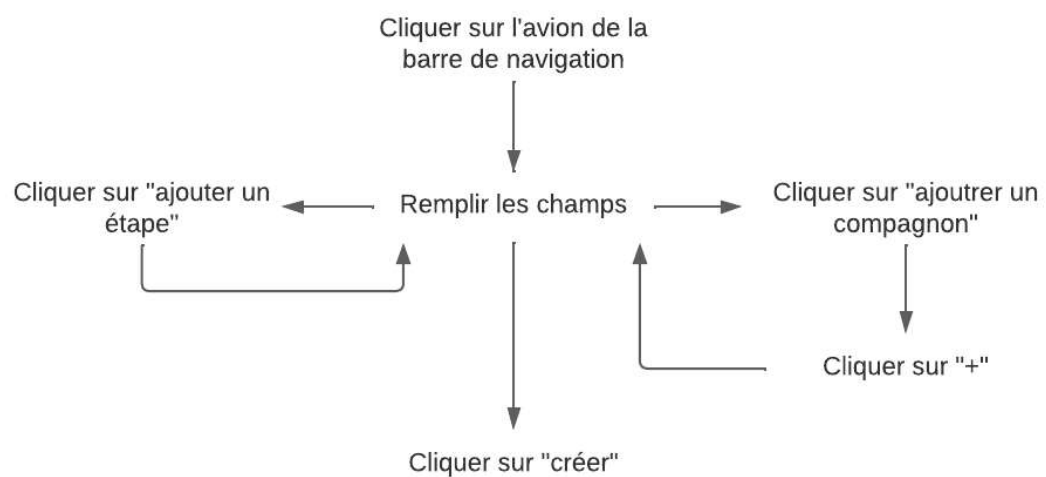 Cliquer sur l'avion de la
barre de navigation
Cliquer sur "ajouter un
étape"
Remplir les champs
Cliquer sur "ajoutrer un
compagnon"
Cliquer sur "+"
Cliquer sur "créer"